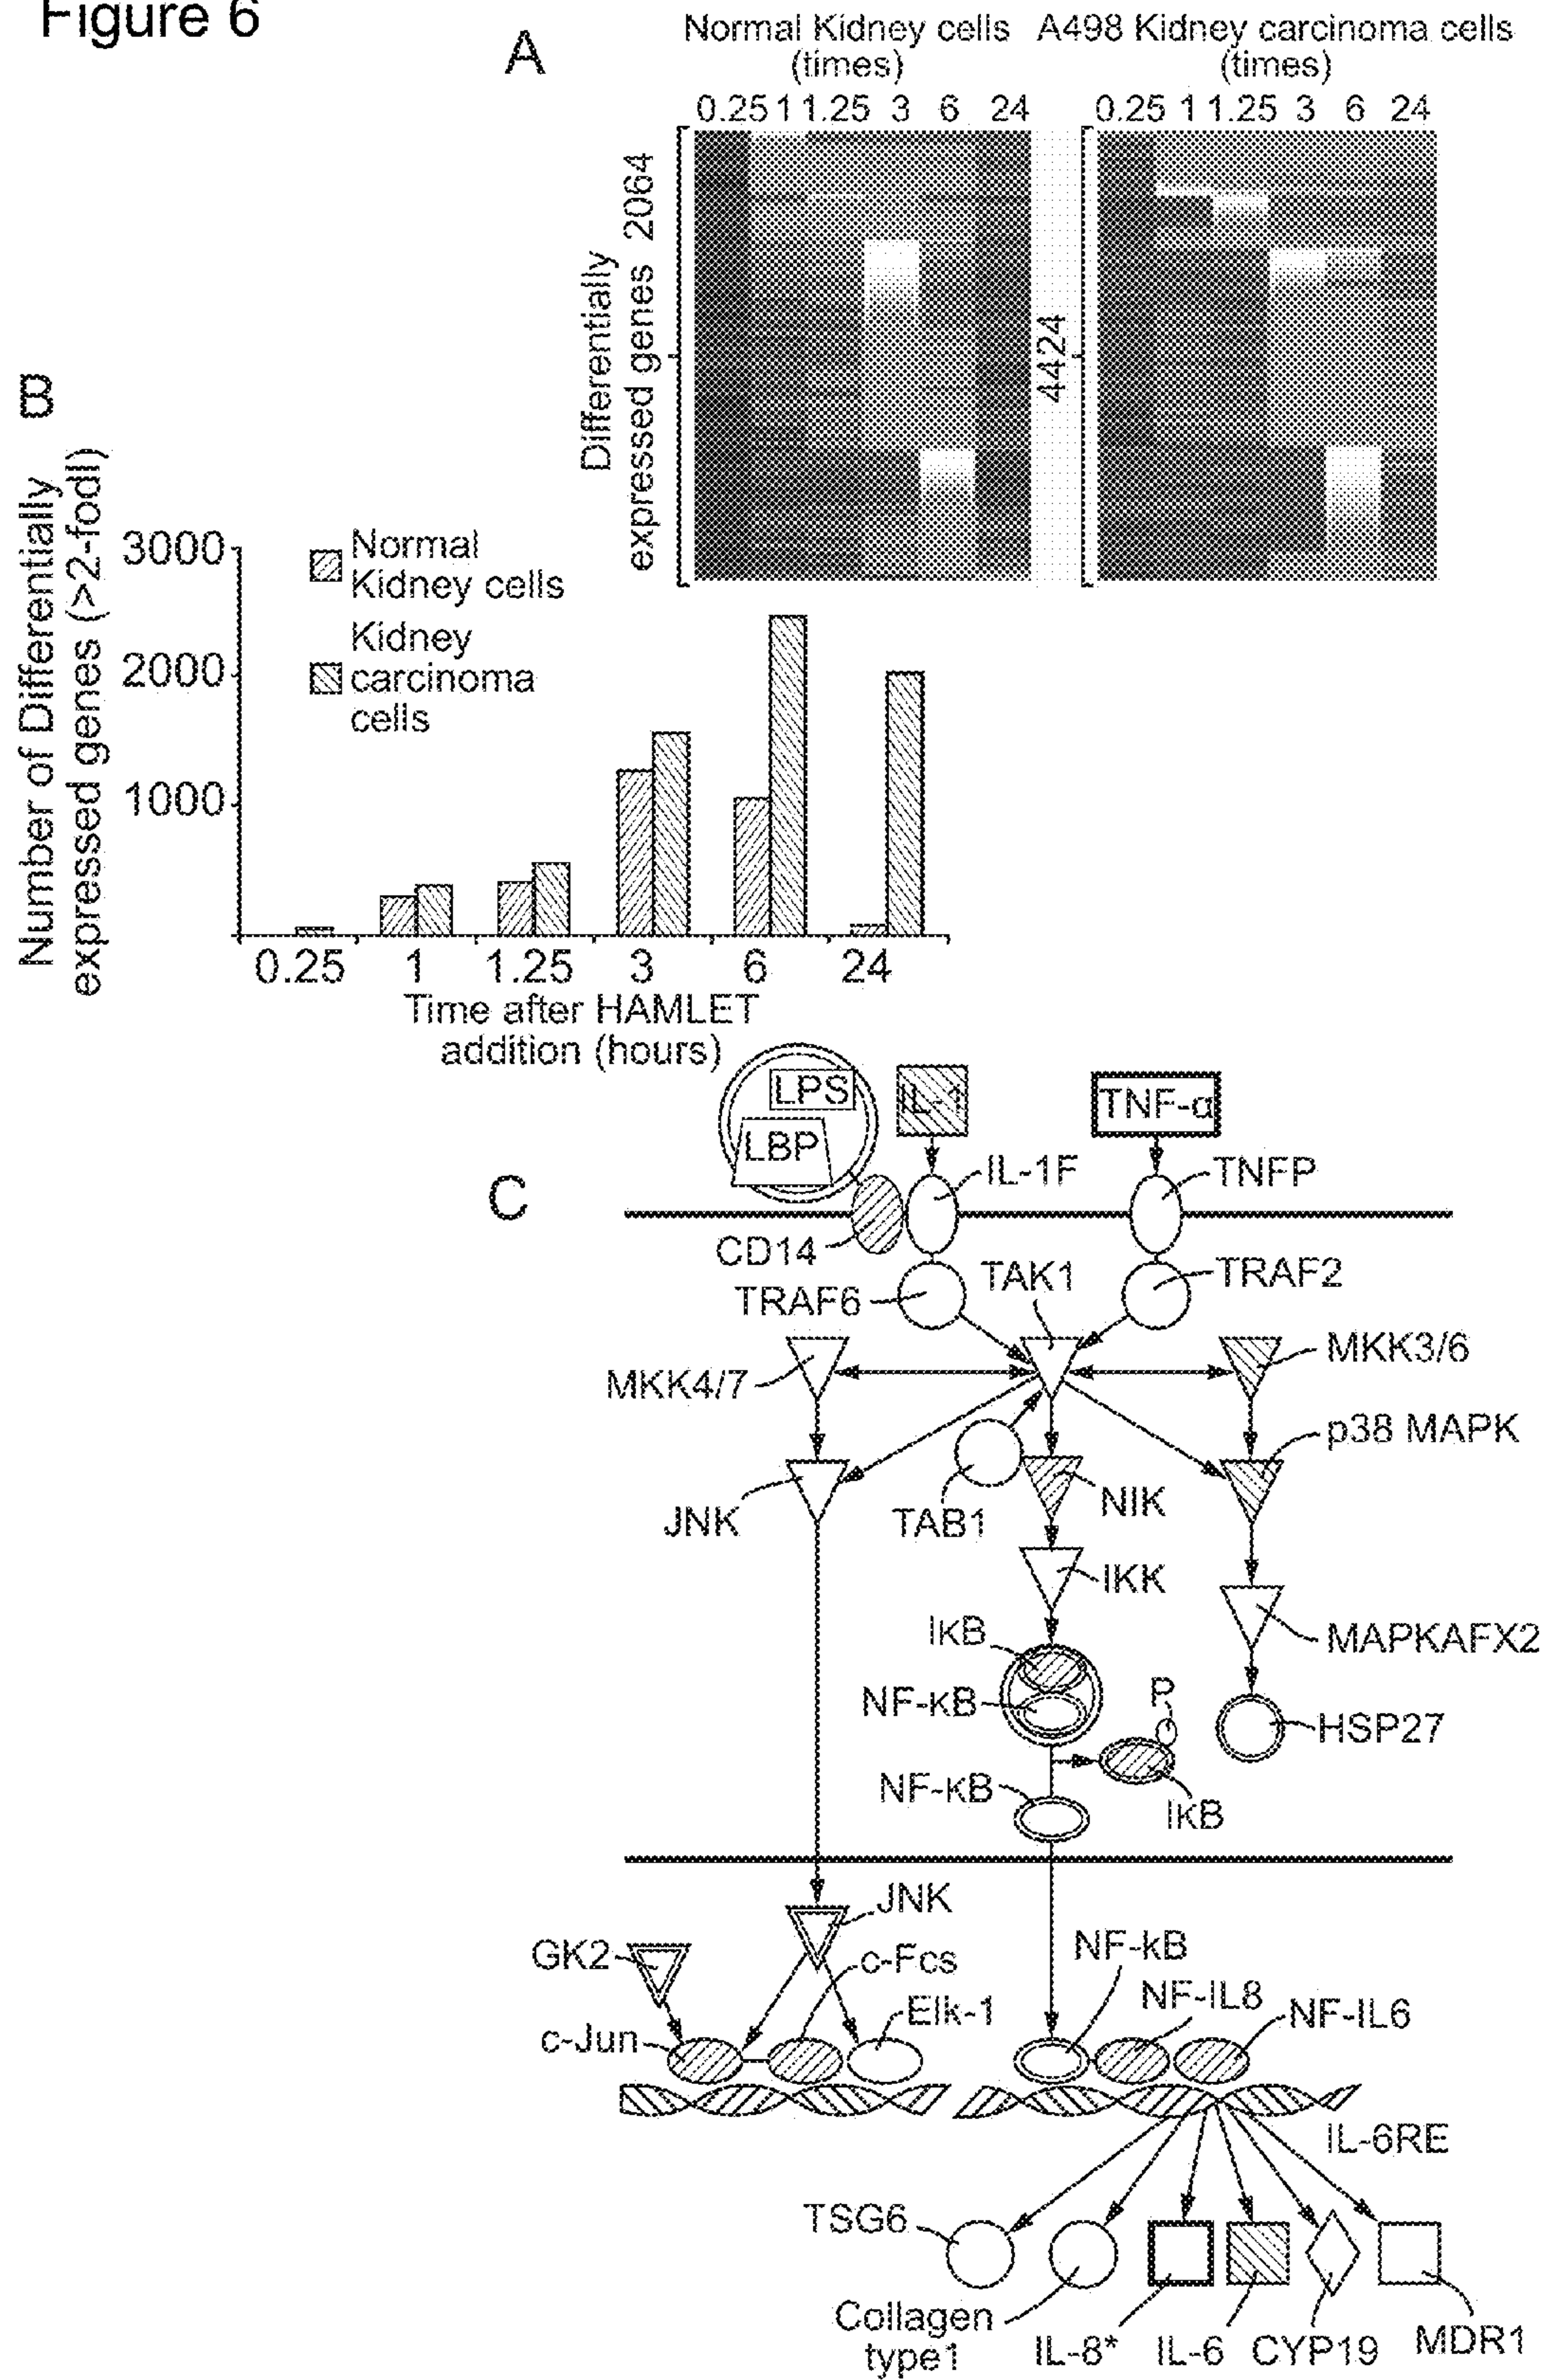 Figure 6
A
Normal Kidney cells
(times)
A498 Kidney carcinoma cells
(times)
0.25 1 1.25 3 6 24
0.25 1 1.25 3 6 24
Differentially
expressed genes 2064
4424
B
Number of Differentially
expressed genes (>2-fodl)
3000
2000
1000
Normal
Kidney cells
Kidney
carcinoma
cells
0.25 1 1.25 3 6 24
Time after HAMLET
addition (hours)
C
LPS
LBP
IL-1
TNF-α
IL-1F
TNFP
CD14
TRAF6
TAK1
TRAF2
MKK4/7
MKK3/6
p38 MAPK
JNK
TAB1
NIK
IKK
IκB
MAPKAFX2
NF-κB
P
HSP27
NF-κB
IκB
JNK
GK2
c-Fcs
NF-kB
Elk-1
NF-IL8
NF-IL6
c-Jun
IL-6RE
TSG6
Collagen
type1
IL-8*
IL-6
CYP19
MDR1